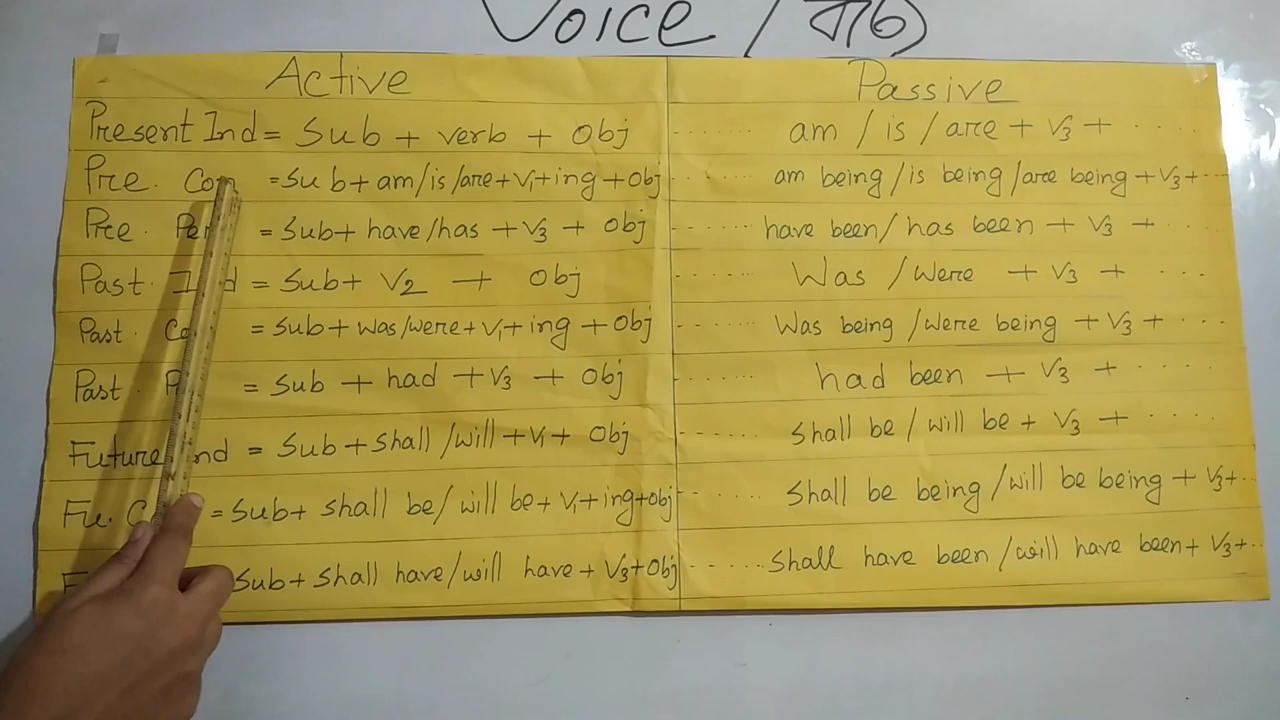 Voice / বাচ্য
Active Passive
Present Ind = Sub + verb + Obj ........ am / is / are + V3 + ....
Pre. Con = Sub + am/is/are + V1 + ing + Obj ........ am being / is being / are being + V3 + ....
Pre. Per = Sub + have/has + V3 + Obj ........ have been / has been + V3 + ....
Past. Ind = Sub + V2 + Obj ........ Was / Were + V3 + ....
Past. Con = Sub + was/were + V1 + ing + Obj ........ Was being / Were being + V3 + ....
Past. P = Sub + had + V3 + Obj ........ had been + V3 + ....
Future Ind = Sub + shall / will + V1 + Obj ........ Shall be / will be + V3 + ....
Fu. C = Sub + shall be / will be + V1 + ing + Obj ........ Shall be being / will be being + V3 + ..
Sub + shall have / will have + V3 + Obj ........ Shall have been / will have been + V3 + ..